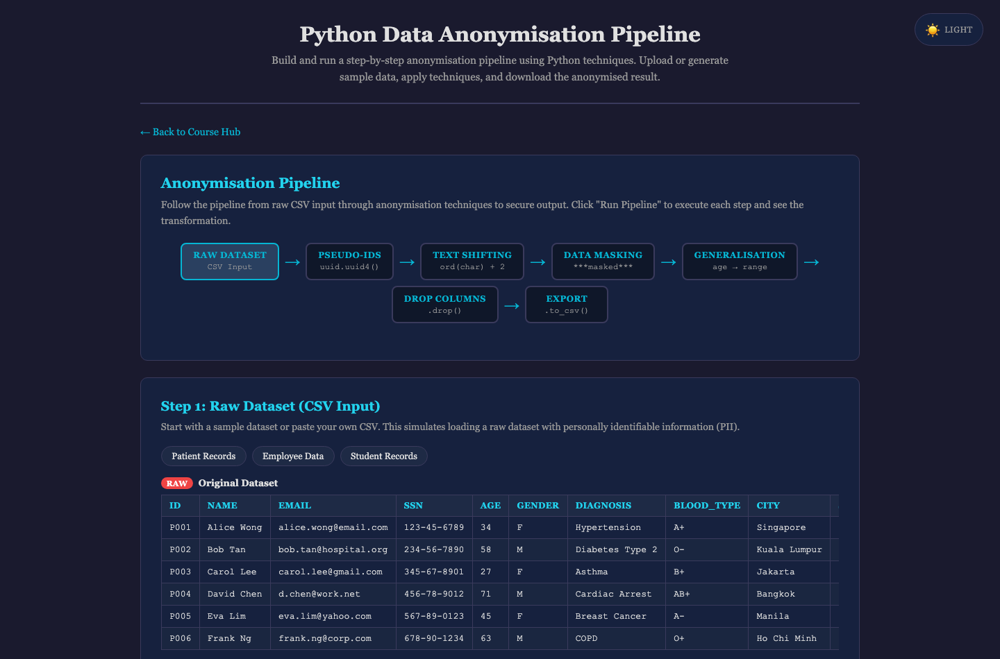 Python Data Anonymisation Pipeline
LIGHT
Build and run a step-by-step anonymisation pipeline using Python techniques. Upload or generate
sample data, apply techniques, and download the anonymised result.
← Back to Course Hub
Anonymisation Pipeline
Follow the pipeline from raw CSV input through anonymisation techniques to secure output. Click "Run Pipeline" to execute each step and see the
transformation.
RAW DATASET → PSEUDO-IDS → TEXT SHIFTING → DATA MASKING → GENERALISATION →
CSV Input uuid.uuid4() ord(char) + 2 ***masked*** age → range
DROP COLUMNS → EXPORT
.drop() .to_csv()
Step 1: Raw Dataset (CSV Input)
Start with a sample dataset or paste your own CSV. This simulates loading a raw dataset with personally identifiable information (PII).
Patient Records Employee Data Student Records
RAW Original Dataset
ID NAME EMAIL SSN AGE GENDER DIAGNOSIS BLOOD_TYPE CITY
P001 Alice Wong alice.wong@email.com 123-45-6789 34 F Hypertension A+ Singapore
P002 Bob Tan bob.tan@hospital.org 234-56-7890 58 M Diabetes Type 2 O- Kuala Lumpur
P003 Carol Lee carol.lee@gmail.com 345-67-8901 27 F Asthma B+ Jakarta
P004 David Chen d.chen@work.net 456-78-9012 71 M Cardiac Arrest AB+ Bangkok
P005 Eva Lim eva.lim@yahoo.com 567-89-0123 45 F Breast Cancer A- Manila
P006 Frank Ng frank.ng@corp.com 678-90-1234 63 M COPD O+ Ho Chi Minh